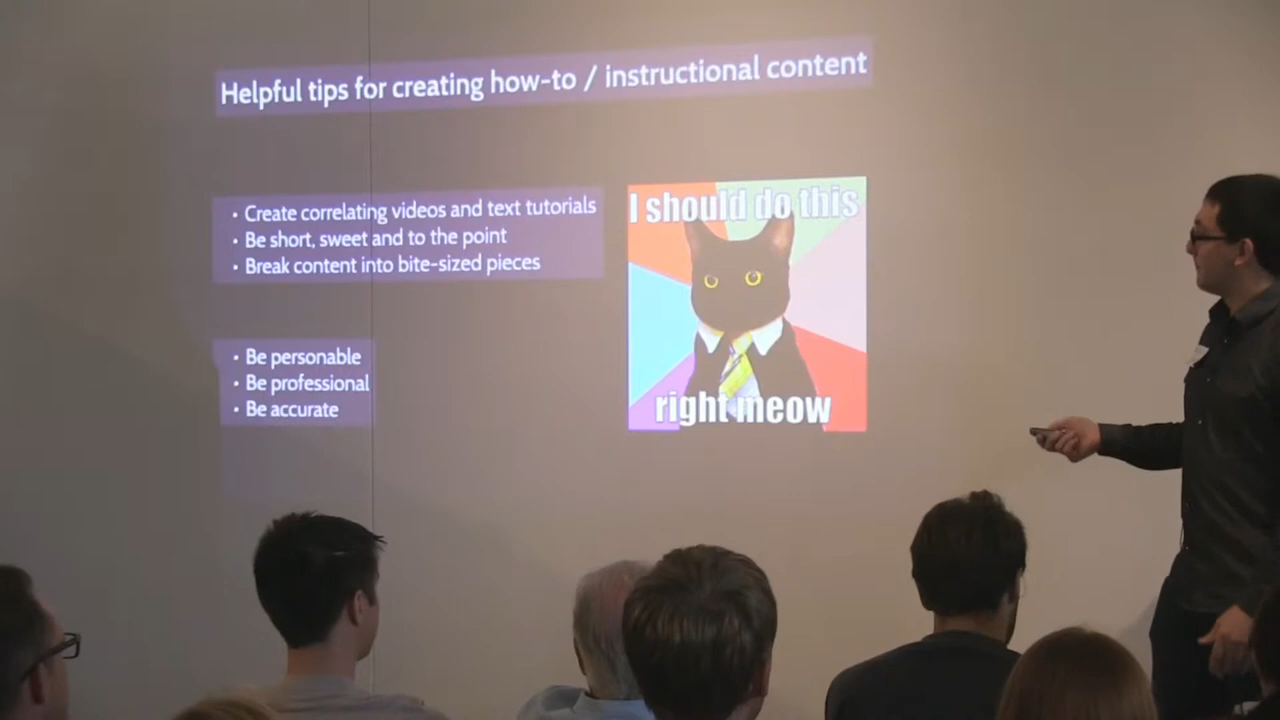 Helpful tips for creating how-to / instructional content
• Create correlating videos and text tutorials
• Be short, sweet and to the point
• Break content into bite-sized pieces
• Be personable
• Be professional
• Be accurate
I should do this
right meow